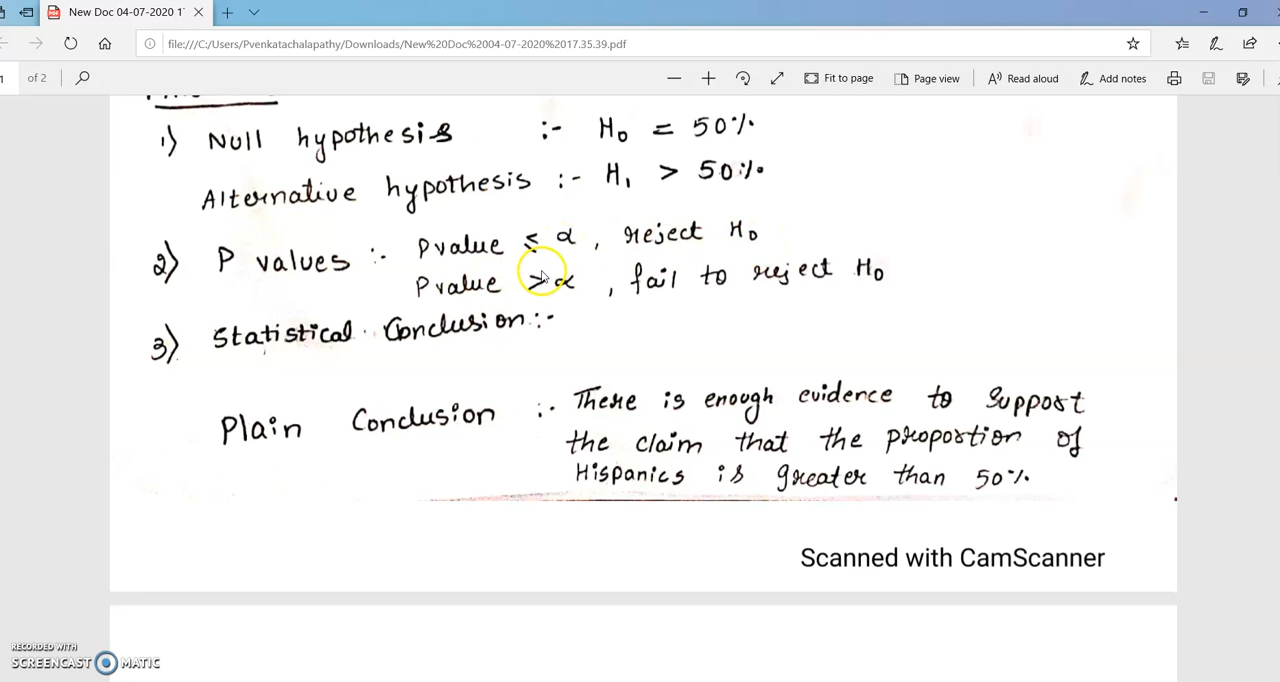 New Doc 04-07-2020 1
file:///C:/Users/Pvenkatachalapathy/Downloads/New%20Doc%2004-07-2020%2017.35.39.pdf
1 of 2 Fit to page Page view Read aloud Add notes
1) Null hypothesis :- H0 = 50%
Alternative hypothesis :- H1 > 50%
2) P values :- Pvalue ≤ α, reject H0
Pvalue > α, fail to reject H0
3) Statistical Conclusion :-
Plain Conclusion :- There is enough evidence to support
the claim that the proportion of
Hispanics is greater than 50%.
Scanned with CamScanner
RECORDED WITH
SCREENCAST MATIC